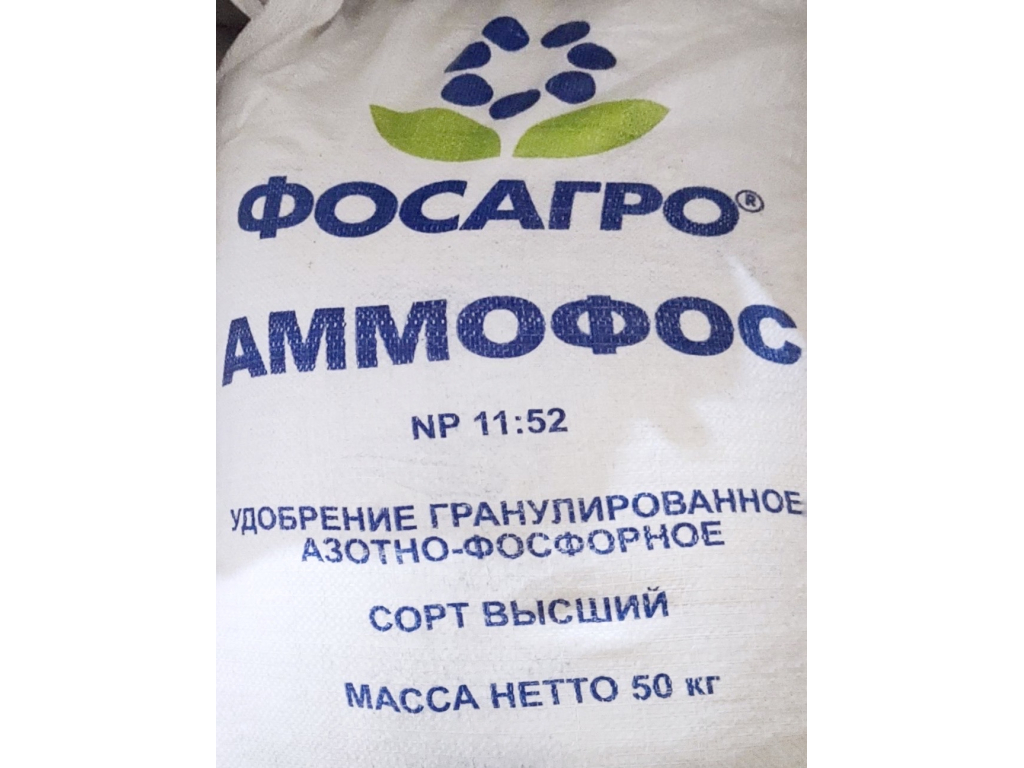 ФОСАГРО®
АММОФОС
NP 11:52
УДОБРЕНИЕ ГРАНУЛИРОВАННОЕ
АЗОТНО-ФОСФОРНОЕ
СОРТ ВЫСШИЙ
МАССА НЕТТО 50 кг